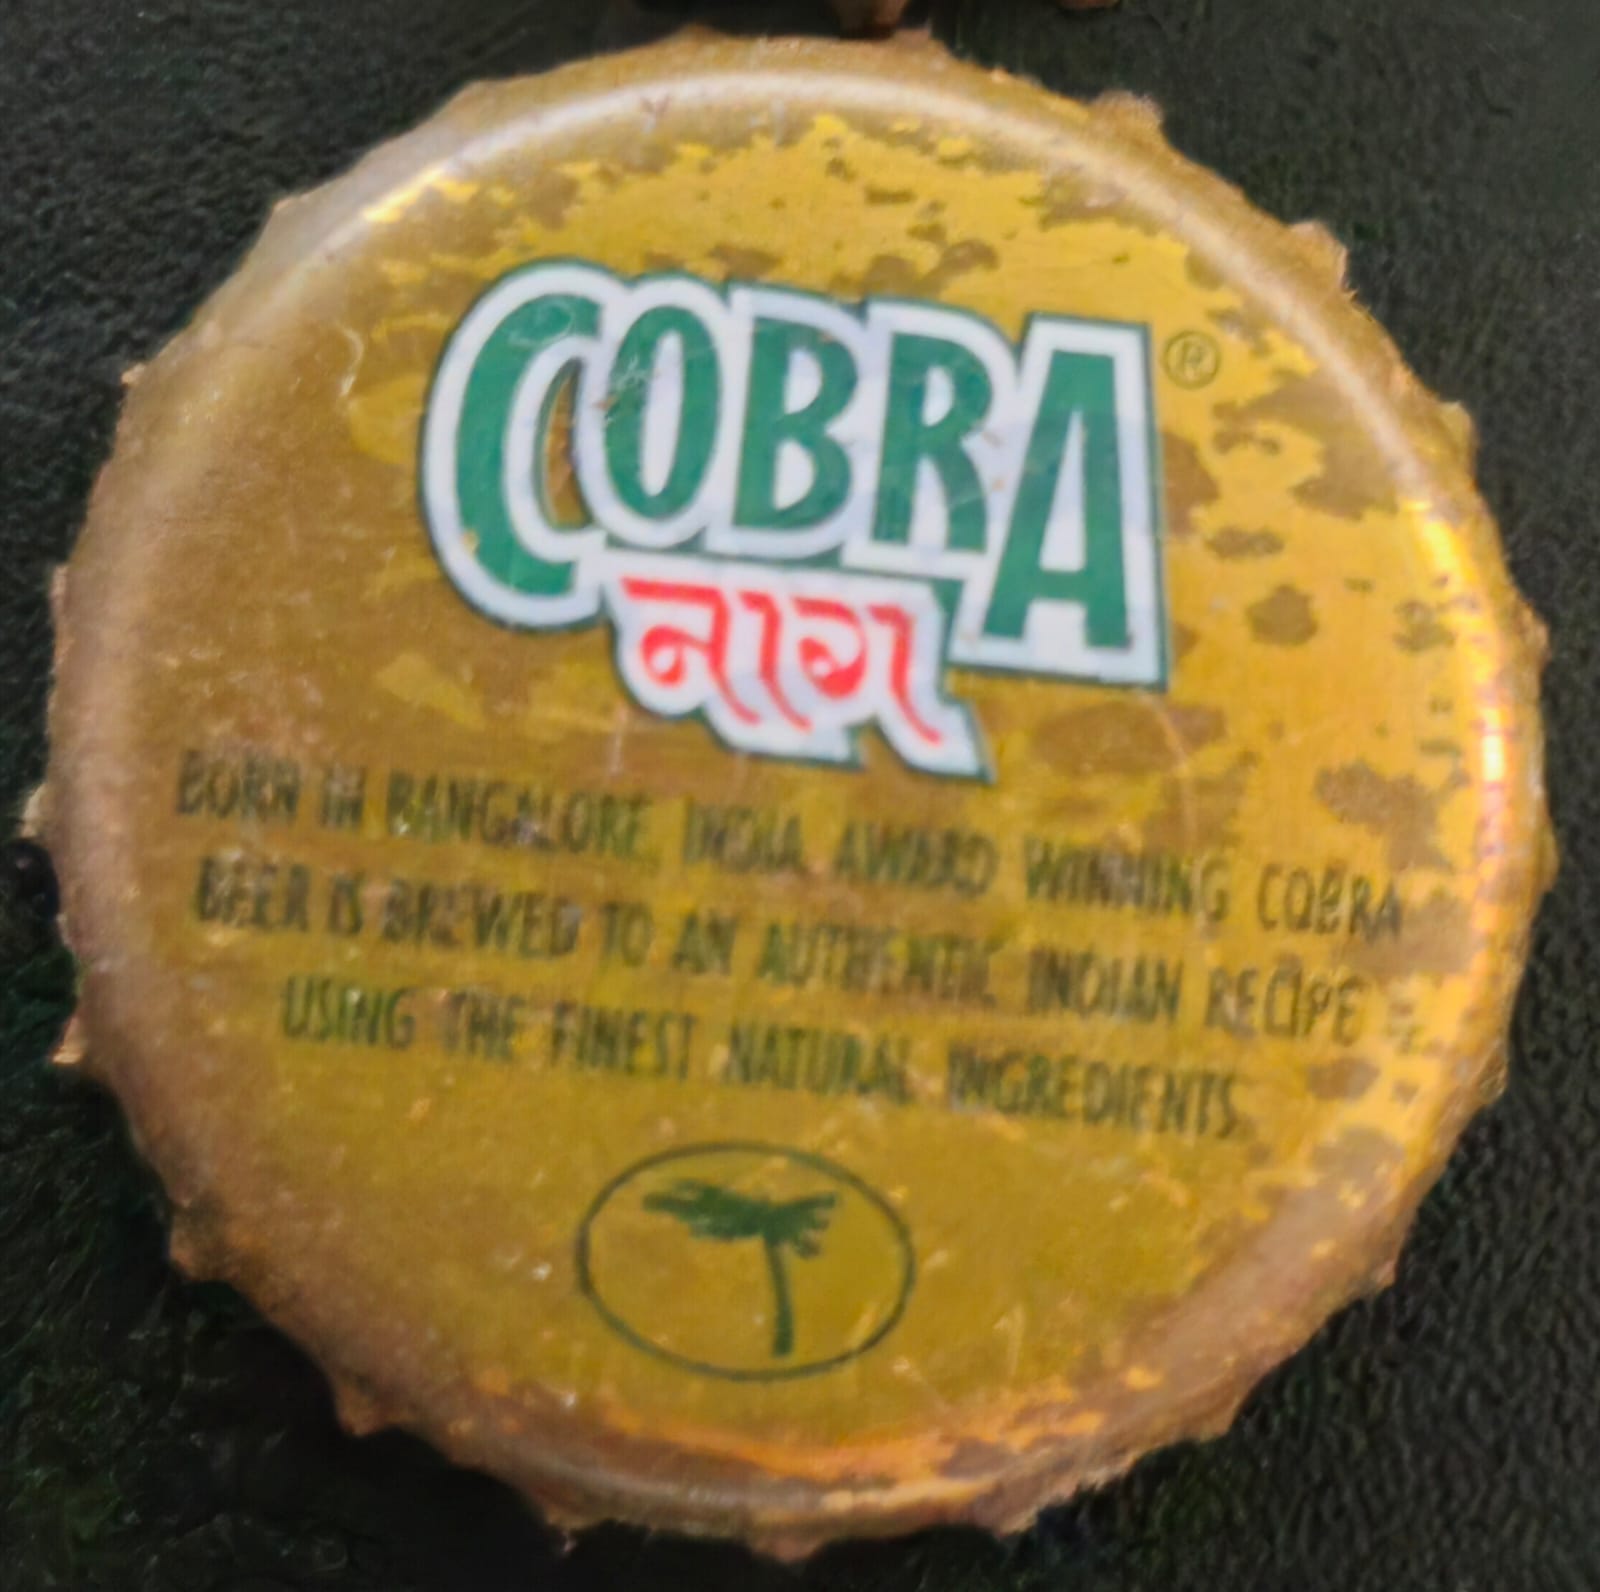 COBRA®
नाग
BORN IN BANGALORE, INDIA, AWARD WINNING COBRA
BEER IS BREWED TO AN AUTHENTIC INDIAN RECIPE
USING THE FINEST NATURAL INGREDIENTS.